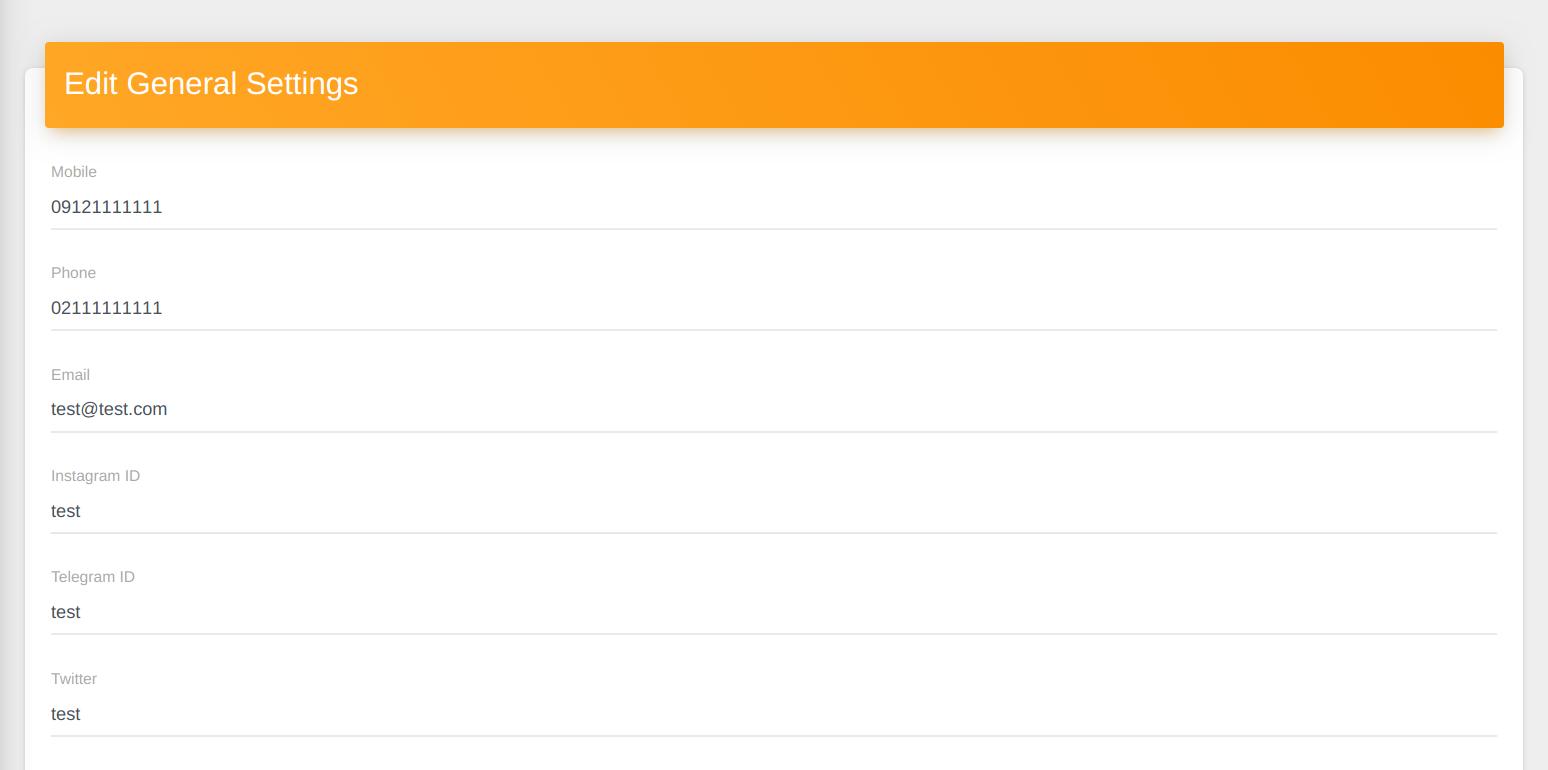 Edit General Settings
Mobile
09121111111
Phone
02111111111
Email
test@test.com
Instagram ID
test
Telegram ID
test
Twitter
test